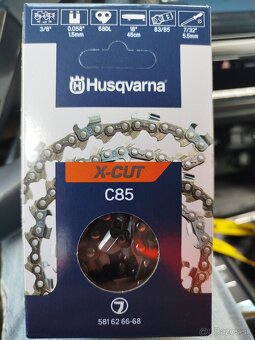 3/8" 0.058" 68DL 18" 83/85 7/32"
1.5mm 45cm 5.5mm
Husqvarna
X-CUT
C85
581 62 66-68